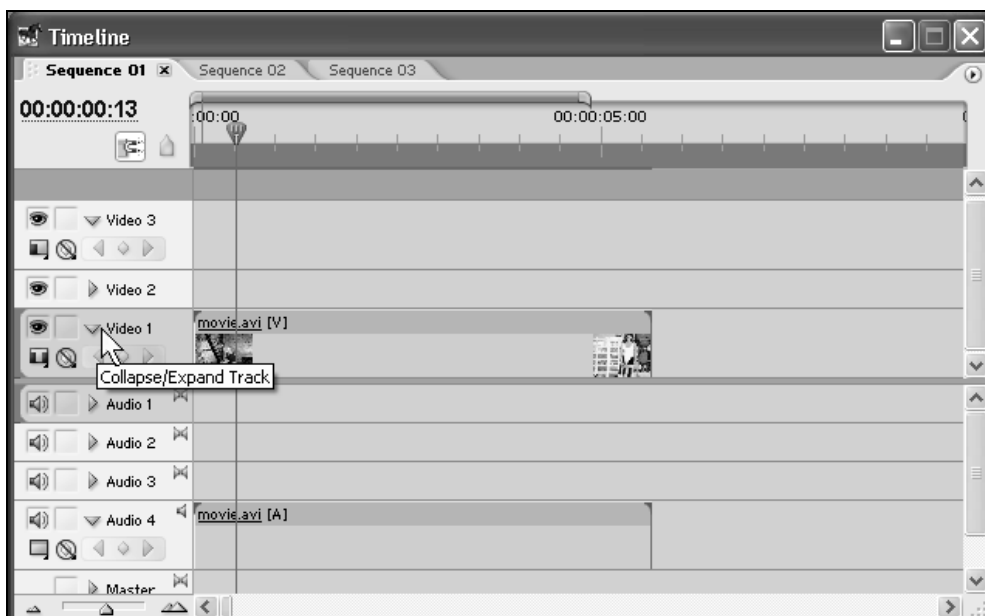 Timeline
Sequence 01 Sequence 02 Sequence 03
00:00:00:13
:00:00 00:00:05:00
Video 3
Video 2
Video 1
movie.avi [V]
Collapse/Expand Track
Audio 1
Audio 2
Audio 3
Audio 4
movie.avi [A]
Master